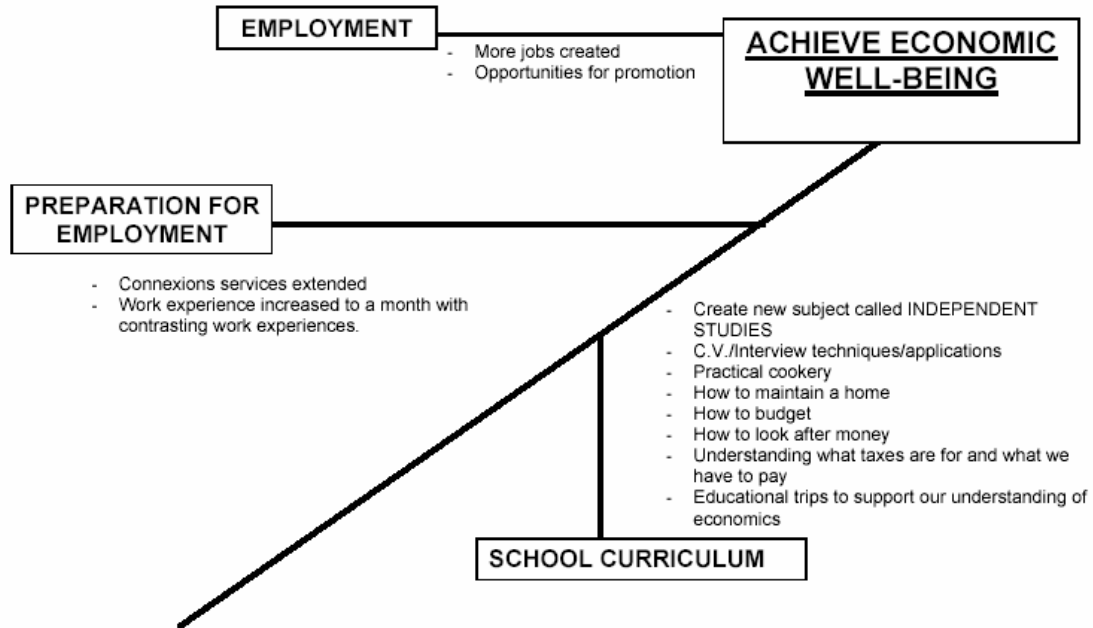 EMPLOYMENT
- More jobs created
- Opportunities for promotion
ACHIEVE ECONOMIC
WELL-BEING
PREPARATION FOR
EMPLOYMENT
- Connexions services extended
- Work experience increased to a month with
contrasting work experiences.
- Create new subject called INDEPENDENT
STUDIES
- C.V./Interview techniques/applications
- Practical cookery
- How to maintain a home
- How to budget
- How to look after money
- Understanding what taxes are for and what we
have to pay
- Educational trips to support our understanding of
economics
SCHOOL CURRICULUM